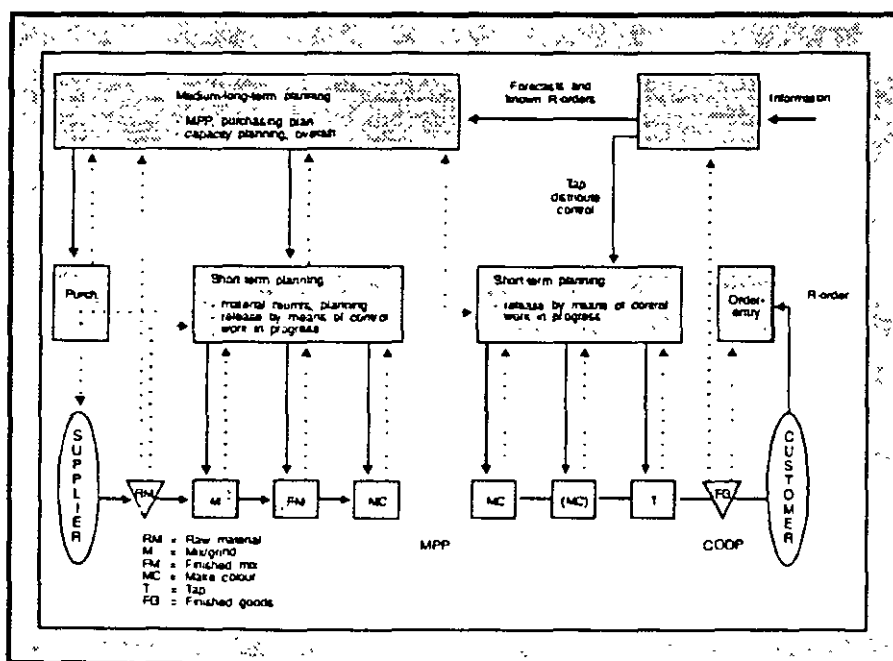 Medium-long-term planning
- MPP, purchasing plan
- capacity planning, overall
Forecasts and
known R-orders
Information
Tap
distribute
control
Purch.
Short term planning
- material planning
- release by means of control
work in progress
Short-term planning
- release by means of control
work in progress
Order-
entry
R-order
SUPPLIER
RM
M
FM
MC
MC
(MC)
T
FG
CUSTOMER
MPP
CODP
RM = Raw material
M = Mix/grind
FM = Finished mix
MC = Make colour
T = Tap
FG = Finished goods